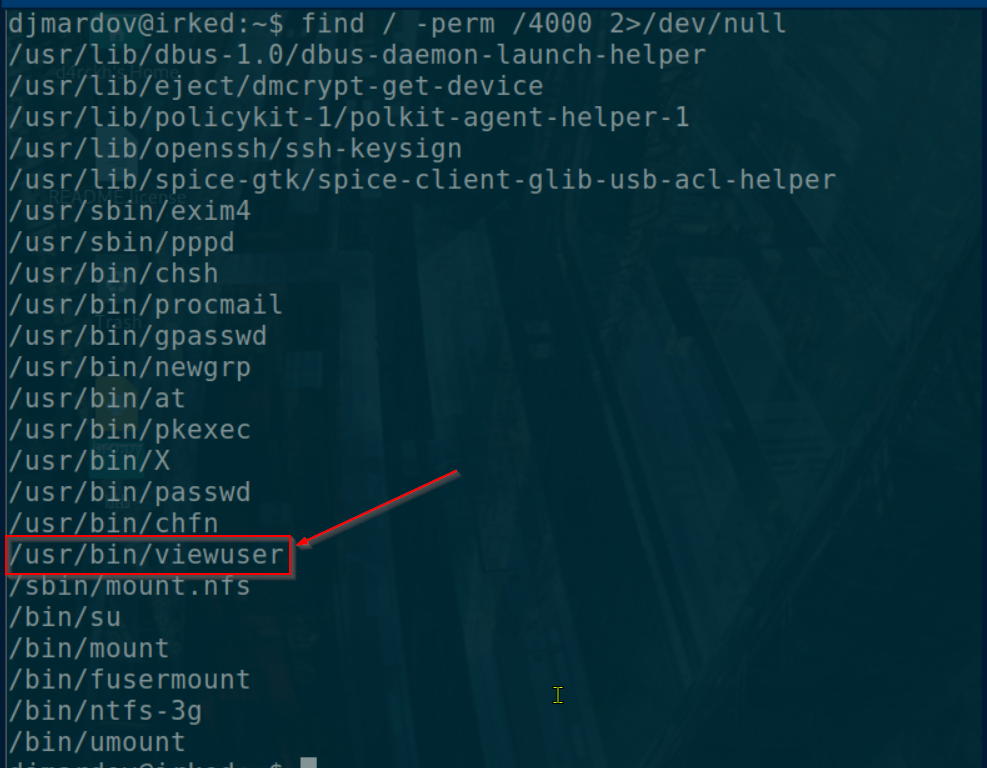 djmardov@irked:~$ find / -perm /4000 2>/dev/null
/usr/lib/dbus-1.0/dbus-daemon-launch-helper
/usr/lib/eject/dmcrypt-get-device
/usr/lib/policykit-1/polkit-agent-helper-1
/usr/lib/openssh/ssh-keysign
/usr/lib/spice-gtk/spice-client-glib-usb-acl-helper
README.license
/usr/sbin/exim4
/usr/sbin/pppd
/usr/bin/chsh
/usr/bin/procmail
Trash
/usr/bin/gpasswd
/usr/bin/newgrp
/usr/bin/at
/usr/bin/pkexec
/usr/bin/X
/usr/bin/passwd
/usr/bin/chfn
/usr/bin/viewuser
/sbin/mount.nfs
/bin/su
/bin/mount
/bin/fusermount
/bin/ntfs-3g
/bin/umount
djmardov@irked:~$